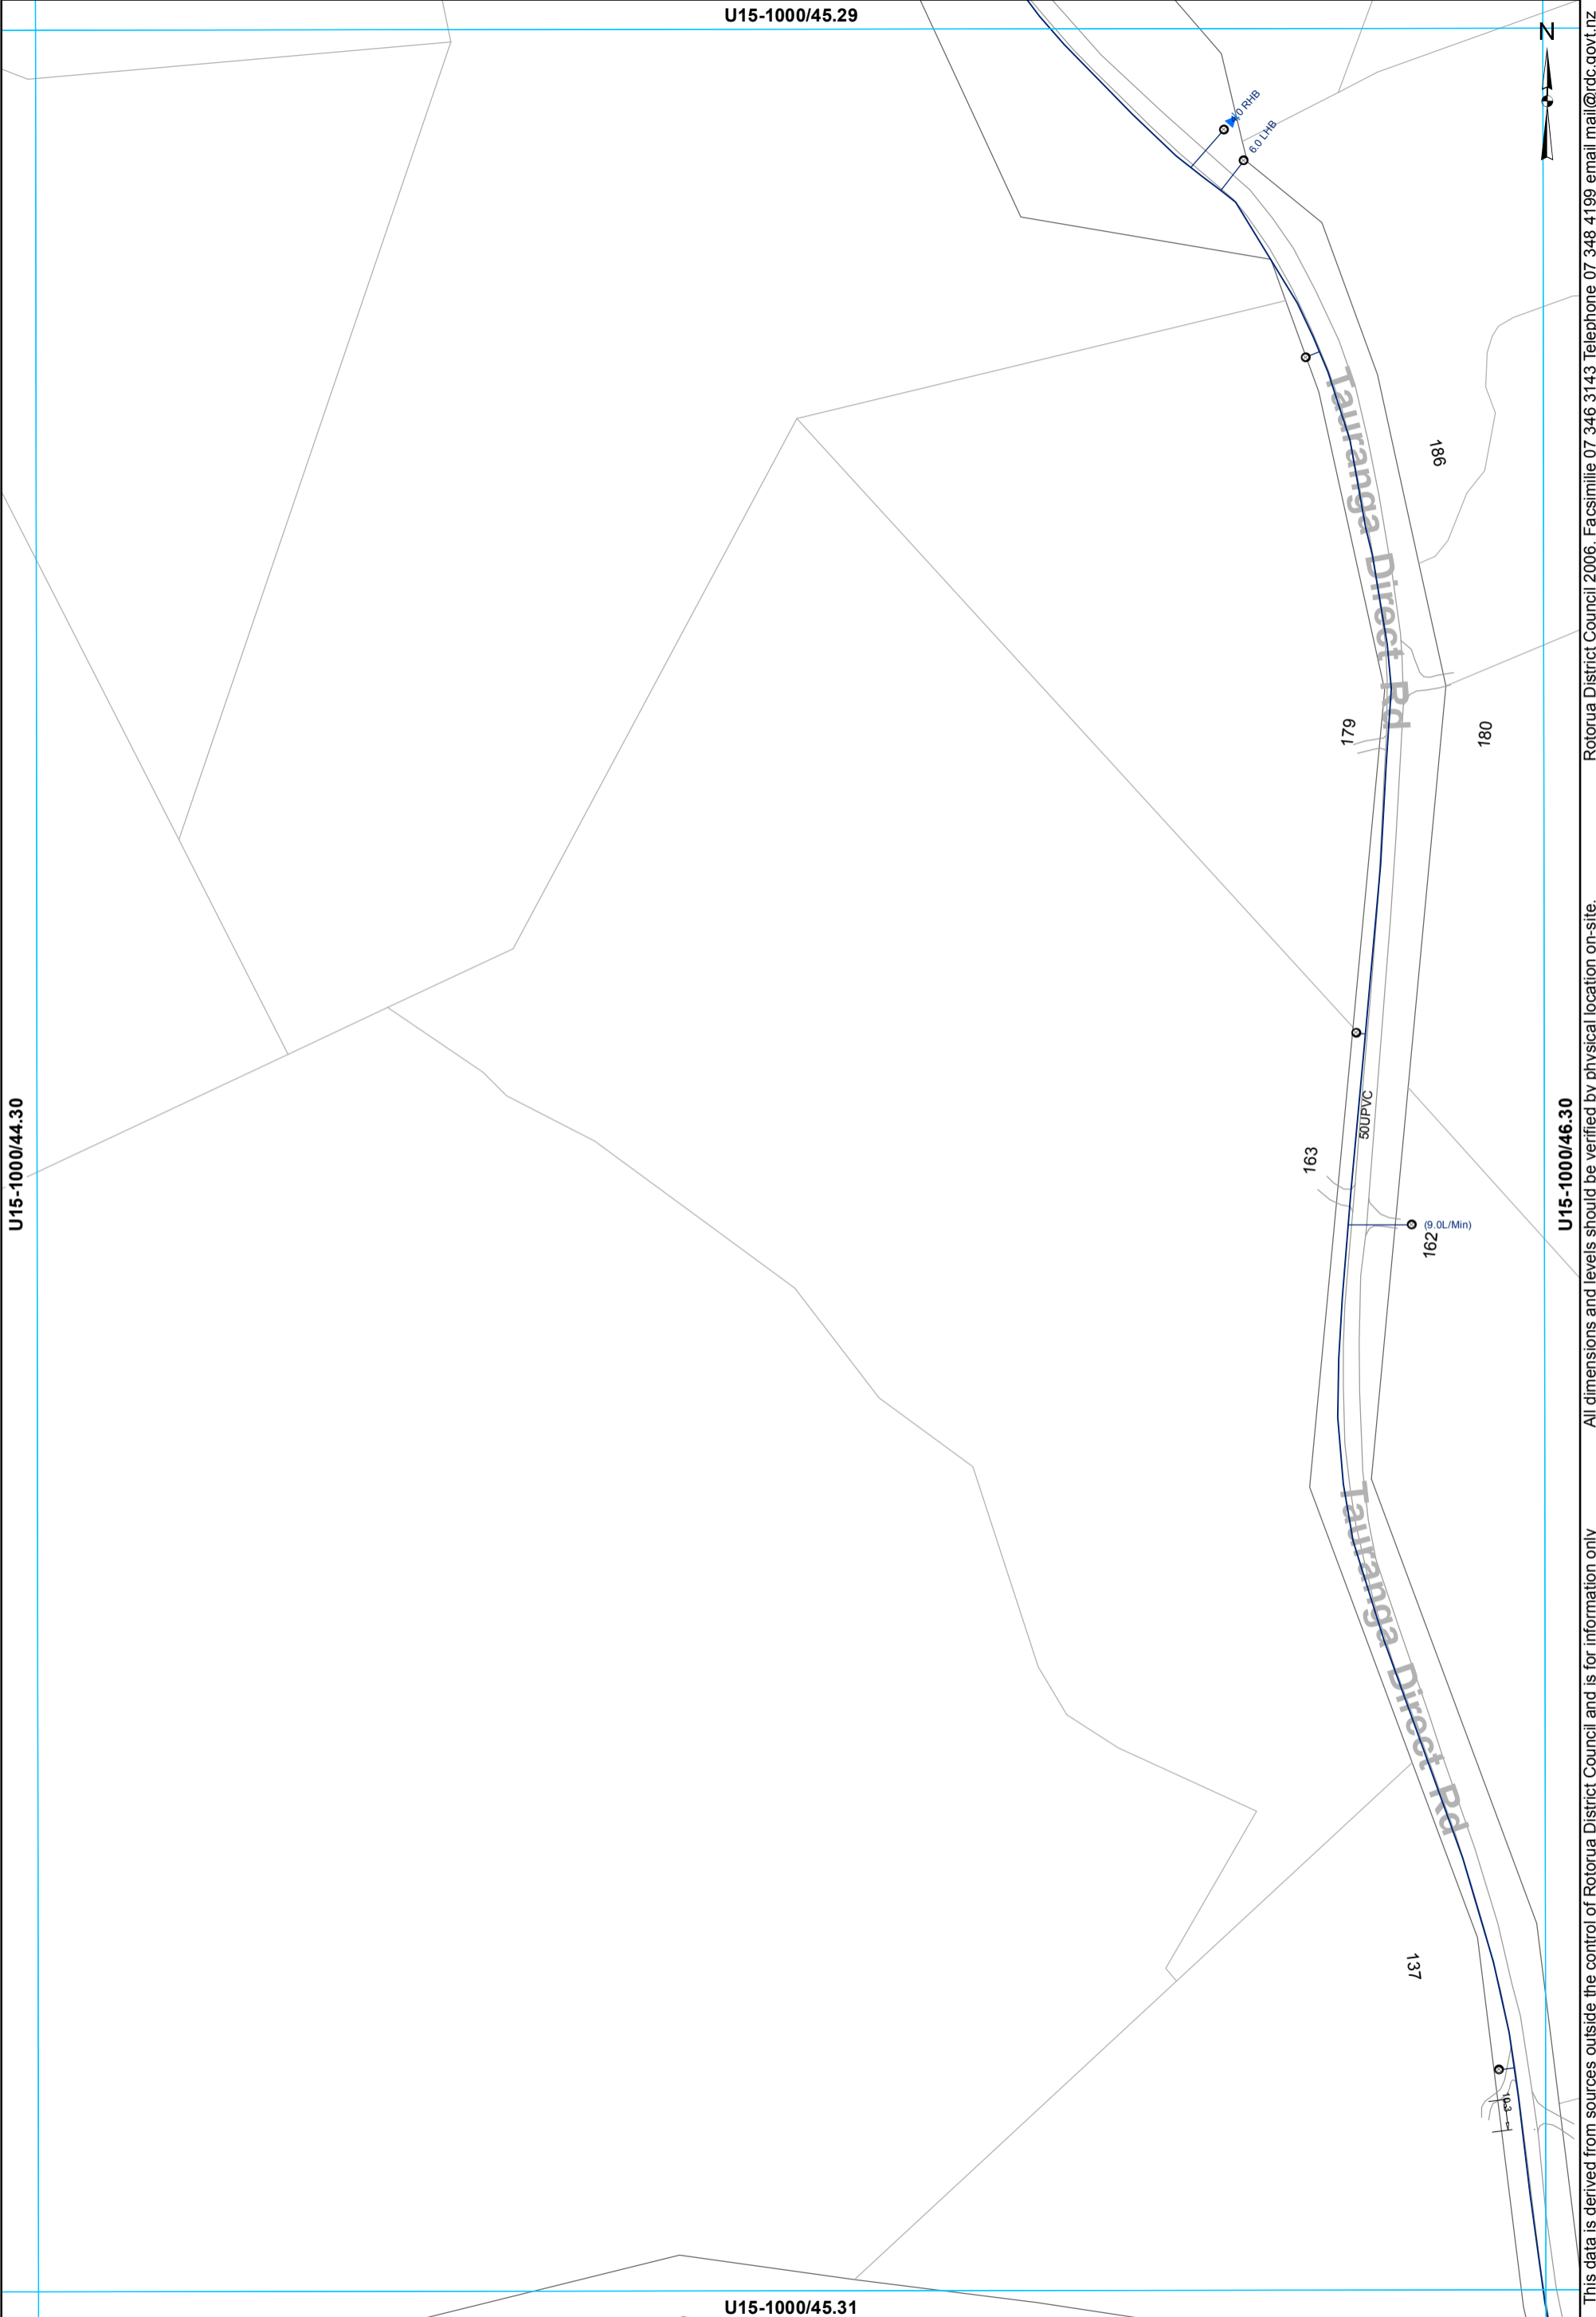 U15-1000/45.29
N
RHB
6.0 LHB
Tauranga Direct Rd
186
179
180
50UPVC
163
(9.0L/Min)
162
U15-1000/44.30
U15-1000/46.30
Tauranga Direct Rd
137
10.3
U15-1000/45.31
This data is derived from sources outside the control of Rotorua District Council and is for information only
All dimensions and levels should be verified by physical location on-site.
Rotorua District Council 2006. Facsimilie 07 346 3143 Telephone 07 348 4199 email mail@rdc.govt.nz